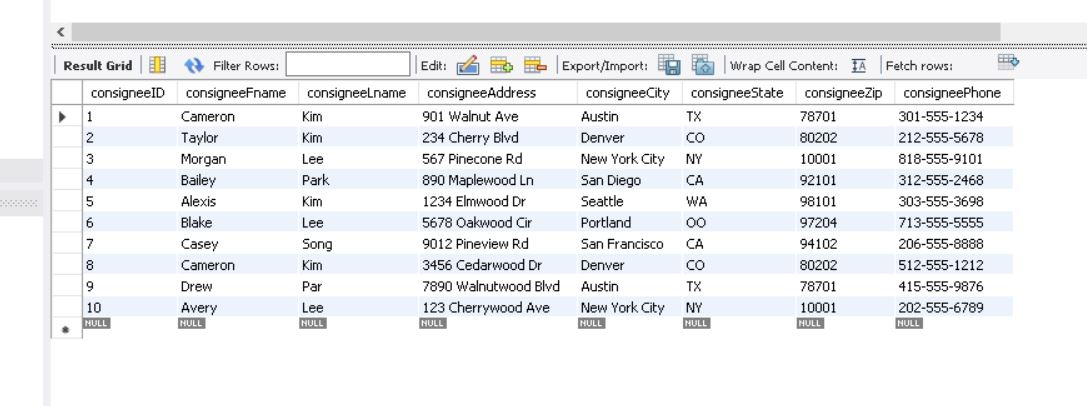 Result Grid Filter Rows: Edit: Export/Import: Wrap Cell Content: Fetch rows:
consigneeID consigneeFname consigneeLname consigneeAddress consigneeCity consigneeState consigneeZip consigneePhone
1 Cameron Kim 901 Walnut Ave Austin TX 78701 301-555-1234
2 Taylor Kim 234 Cherry Blvd Denver CO 80202 212-555-5678
3 Morgan Lee 567 Pinecone Rd New York City NY 10001 818-555-9101
4 Bailey Park 890 Maplewood Ln San Diego CA 92101 312-555-2468
5 Alexis Kim 1234 Elmwood Dr Seattle WA 98101 303-555-3698
6 Blake Lee 5678 Oakwood Cir Portland OO 97204 713-555-5555
7 Casey Song 9012 Pineview Rd San Francisco CA 94102 206-555-8888
8 Cameron Kim 3456 Cedarwood Dr Denver CO 80202 512-555-1212
9 Drew Par 7890 Walnutwood Blvd Austin TX 78701 415-555-9876
10 Avery Lee 123 Cherrywood Ave New York City NY 10001 202-555-6789
NULL NULL NULL NULL NULL NULL NULL NULL